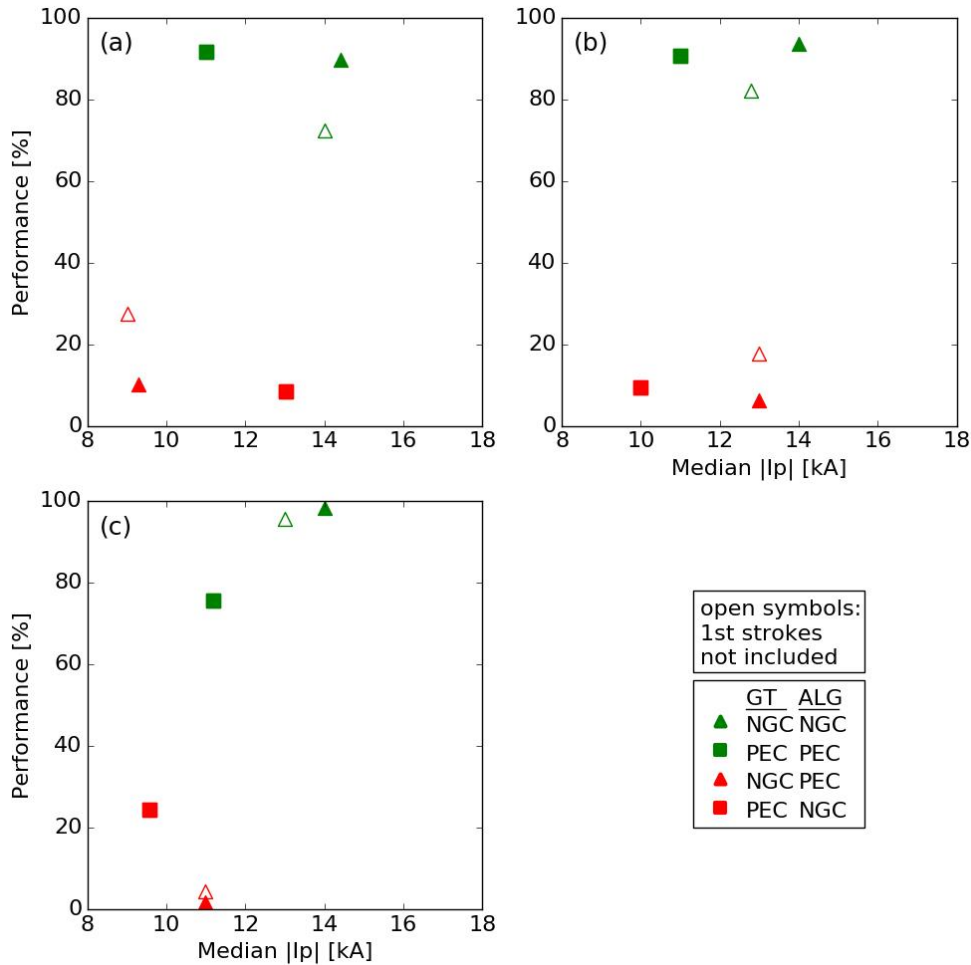 100
(a)
80
60
40
20
0
8 10 12 14 16 18
Performance [%]
100
(b)
80
60
40
20
0
8 10 12 14 16 18
Median |Ip| [kA]
100
(c)
80
60
40
20
0
8 10 12 14 16 18
Performance [%]
Median |Ip| [kA]
open symbols:
1st strokes
not included
GT ALG
NGC NGC
PEC PEC
NGC PEC
PEC NGC